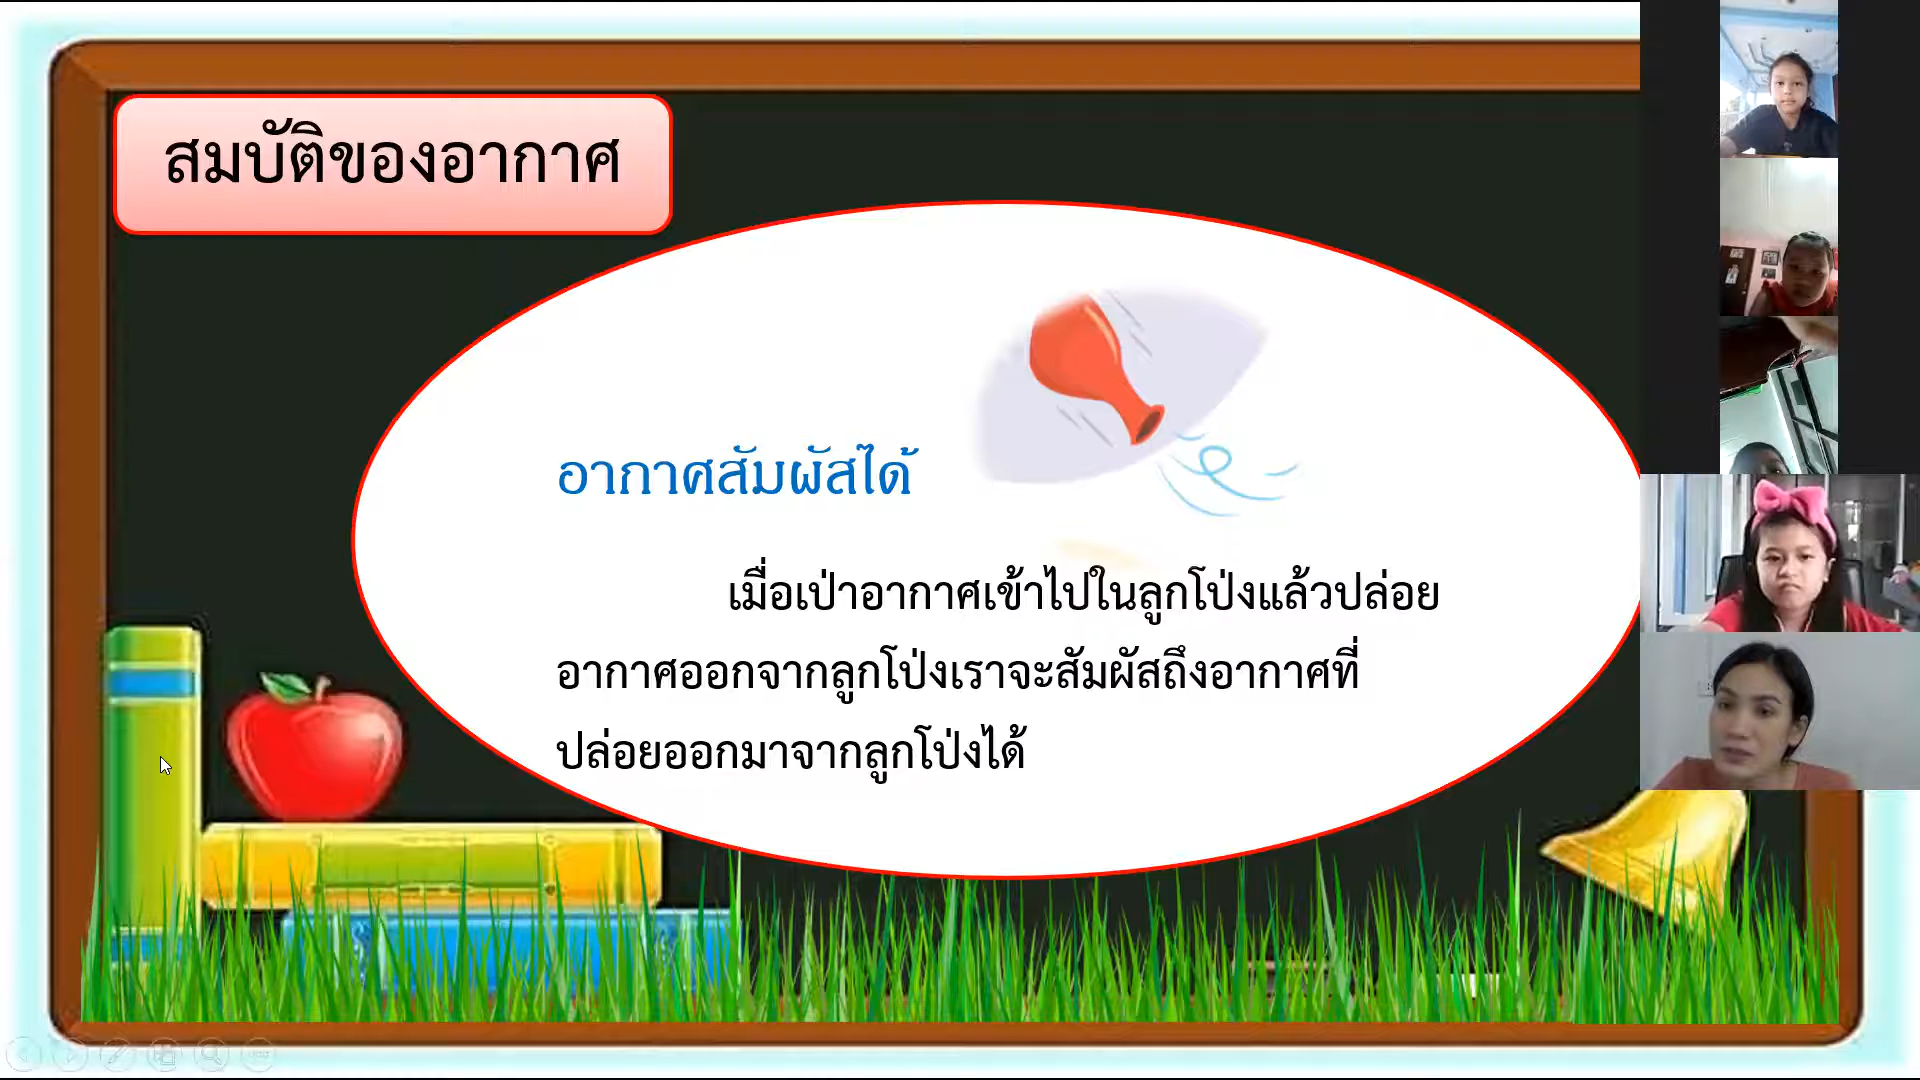 สมบัติของอากาศ
อากาศสัมผัสได้
เมื่อเป่าอากาศเข้าไปในลูกโป่งแล้วปล่อย
อากาศออกจากลูกโป่งเราจะสัมผัสถึงอากาศที่
ปล่อยออกมาจากลูกโป่งได้